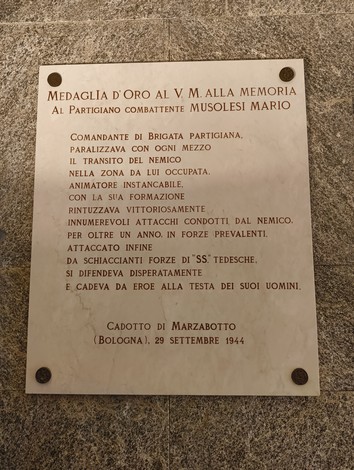 MEDAGLIA D'ORO AL V. M. ALLA MEMORIA
AL PARTIGIANO COMBATTENTE MUSOLESI MARIO
COMANDANTE DI BRIGATA PARTIGIANA,
PARALIZZAVA CON OGNI MEZZO
IL TRANSITO DEL NEMICO
NELLA ZONA DA LUI OCCUPATA.
ANIMATORE INSTANCABILE,
CON LA SUA FORMAZIONE
RINTUZZAVA VITTORIOSAMENTE
INNUMEREVOLI ATTACCHI CONDOTTI DAL NEMICO,
PER OLTRE UN ANNO, IN FORZE PREVALENTI.
ATTACCATO INFINE
DA SCHIACCIANTI FORZE DI "SS." TEDESCHE,
SI DIFENDEVA DISPERATAMENTE
E CADEVA DA EROE ALLA TESTA DEI SUOI UOMINI.
CADOTTO DI MARZABOTTO
(BOLOGNA), 29 SETTEMBRE 1944